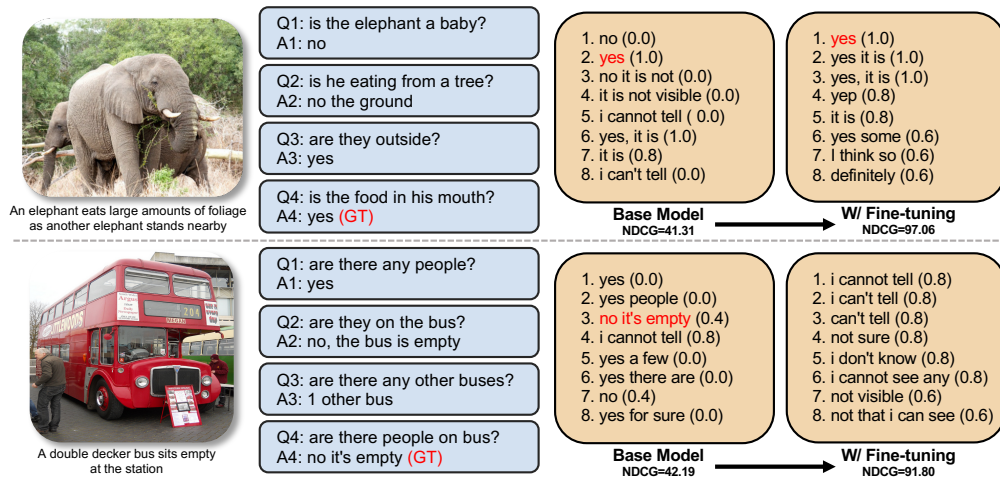 Q1: is the elephant a baby?
A1: no
Q2: is he eating from a tree?
A2: no the ground
Q3: are they outside?
A3: yes
Q4: is the food in his mouth?
A4: yes (GT)
An elephant eats large amounts of foliage
as another elephant stands nearby
1. no (0.0)
2. yes (1.0)
3. no it is not (0.0)
4. it is not visible (0.0)
5. i cannot tell ( 0.0)
6. yes, it is (1.0)
7. it is (0.8)
8. i can't tell (0.0)
Base Model
NDCG=41.31
1. yes (1.0)
2. yes it is (1.0)
3. yes, it is (1.0)
4. yep (0.8)
5. it is (0.8)
6. yes some (0.6)
7. I think so (0.6)
8. definitely (0.6)
W/ Fine-tuning
NDCG=97.06
204
A double decker bus sits empty
at the station
Q1: are there any people?
A1: yes
Q2: are they on the bus?
A2: no, the bus is empty
Q3: are there any other buses?
A3: 1 other bus
Q4: are there people on bus?
A4: no it's empty (GT)
1. yes (0.0)
2. yes people (0.0)
3. no it's empty (0.4)
4. i cannot tell (0.8)
5. yes a few (0.0)
6. yes there are (0.0)
7. no (0.4)
8. yes for sure (0.0)
Base Model
NDCG=42.19
1. i cannot tell (0.8)
2. i can't tell (0.8)
3. can't tell (0.8)
4. not sure (0.8)
5. i don't know (0.8)
6. i cannot see any (0.8)
7. not visible (0.6)
8. not that i can see (0.6)
W/ Fine-tuning
NDCG=91.80